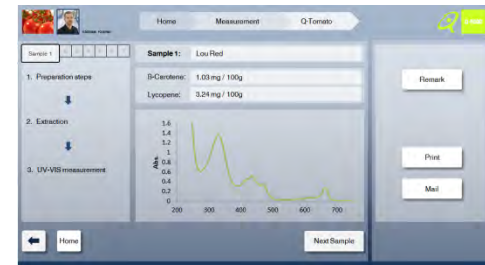 Home
Measurement
Q-Tomato
Sample 1
Sample 1: Lou Red
1. Preparation steps
2. Extraction
3. UV-VIS measurement
B-Carotene: 1.03 mg / 100g
Lycopene: 3.24 mg / 100g
Abs.
1.6
1.4
1.2
1
0.8
0.6
0.4
0.2
0
200 300 400 500 600 700
Remark
Print
Mail
Home
Next Sample